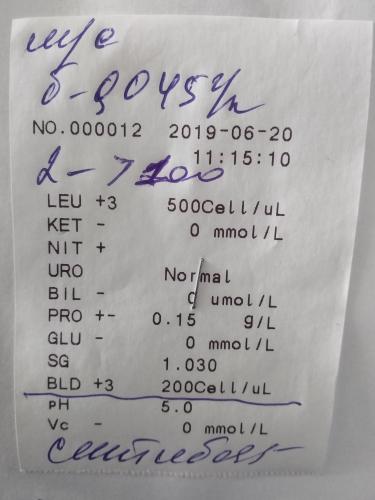 б-0,045г/л
NO.000012 2019-06-20
11:15:10
LEU +3 500Cell/uL
KET - 0 mmol/L
NIT +
URO Normal
BIL - 0 umol/L
PRO +- 0.15 g/L
GLU - 0 mmol/L
SG 1.030
BLD +3 200Cell/uL
pH 5.0
Vc - 0 mmol/L